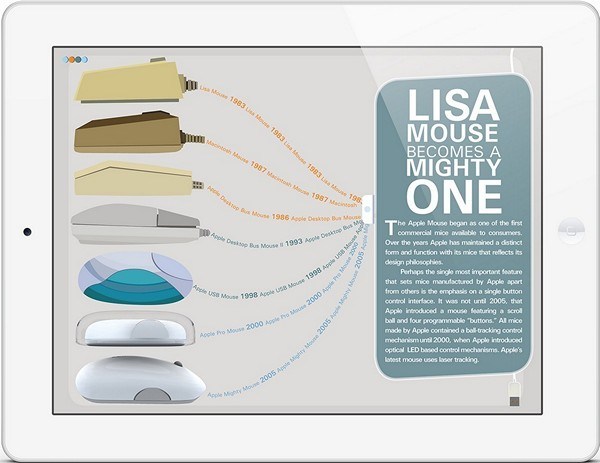 Lisa Mouse 1983 Lisa Mouse 1983 Lisa Mouse 1983 Lisa Mouse 1983
Macintosh Mouse 1987 Macintosh Mouse 1987 Macintosh
Apple Desktop Bus Mouse 1986 Apple Desktop Bus Mouse
Apple Desktop Bus Mouse II 1993 Apple Desktop Bus Mouse
Apple USB Mouse 1998 Apple USB Mouse 1998 Apple USB Mouse
Apple Pro Mouse 2000 Apple Pro Mouse 2000 Apple Pro Mouse 2000
Apple Mighty Mouse 2005 Apple Mighty Mouse 2005 Apple Mighty Mouse 2005
LISA
MOUSE
BECOMES A
MIGHTY
ONE
The Apple Mouse began as one of the first
commercial mice available to consumers.
Over the years Apple has maintained a distinct
form and function with its mice that reflects its
design philosophies.
Perhaps the single most important feature
that sets mice manufactured by Apple apart
from others is the emphasis on a single button
control interface. It was not until 2005, that
Apple introduced a mouse featuring a scroll
ball and four programmable "buttons." All mice
made by Apple contained a ball-tracking control
mechanism until 2000, when Apple introduced
optical LED based control mechanisms. Apple's
latest mouse uses laser tracking.